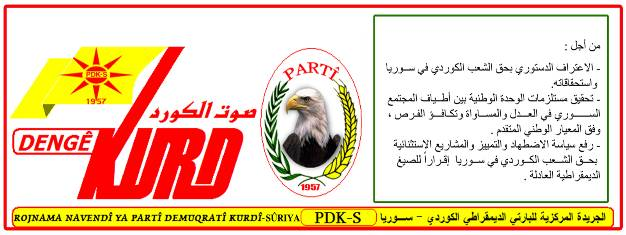 PDK-S
1957
صوت الكورد
DENGÊ
KURD
PARTÎ
1957
من أجل :
- الاعتراف الدستوري بحق الشعب الكوردي في سوريا
واستحقاقاته.
- تحقيق مستلزمات الوحدة الوطنية بين أطياف المجتمع
السوري في العدل والمساواة وتكافؤ الفرص ،
وفق المعيار الوطني المتقدم .
- رفع سياسة الاضطهاد والتمييز والمشاريع الاستثنائية
بحق الشعب الكوردي في سوريا إقراراً للصيغ
الديمقراطية العادلة .
ROJNAMA NAVENDÎ YA PARTÎ DEMUQRATÎ KURDÎ-SÛRIYA PDK-S الجريدة المركزية للبارتي الديمقراطي الكوردي - سوريا